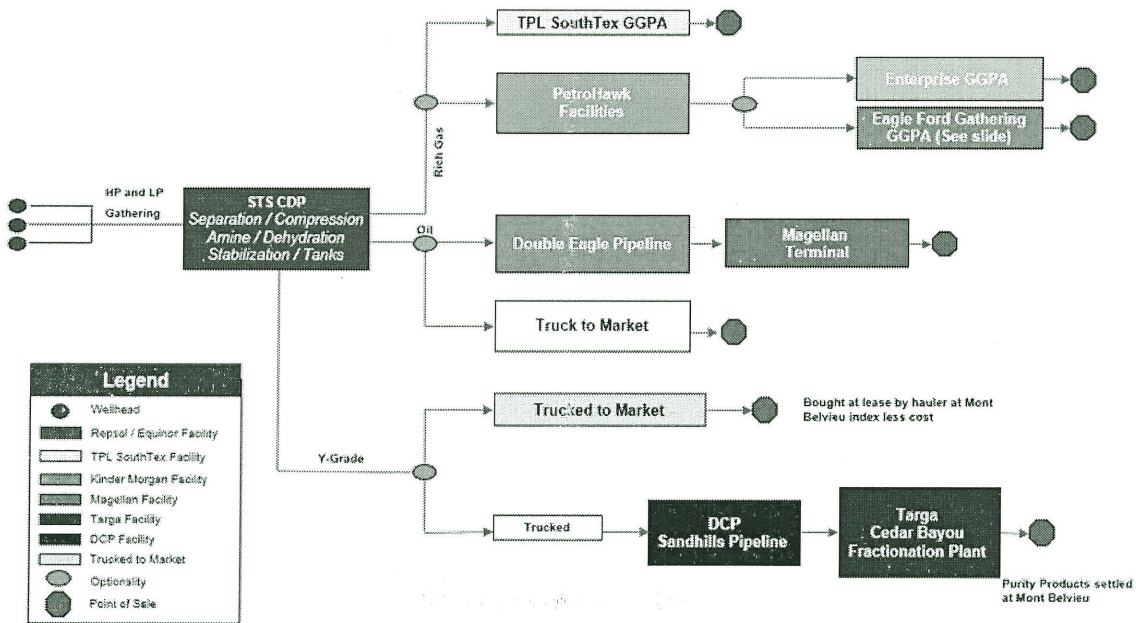 TPL SouthTex GGPA
PetroHawk
Facilities
Enterprise GGPA
Eagle Ford Gathering
GGPA (See slide)
Rich Gas
HP and LP
Gathering
STS CDP
Separation / Compression
Amine / Dehydration
Stabilization / Tanks
Oil
Double Eagle Pipeline
Magellan
Terminal
Truck to Market
Trucked to Market
Bought at lease by hauler at Mont
Belvieu index less cost
Y-Grade
Trucked
DCP
Sandhills Pipeline
Targa
Cedar Bayou
Fractionation Plant
Purity Products settled
at Mont Belvieu
Legend
Wellhead
Repsol / Equinor Facility
TPL SouthTex Facility
Kinder Morgan Facility
Magellan Facility
Targa Facility
DCP Facility
Trucked to Market
Optionality
Point of Sale